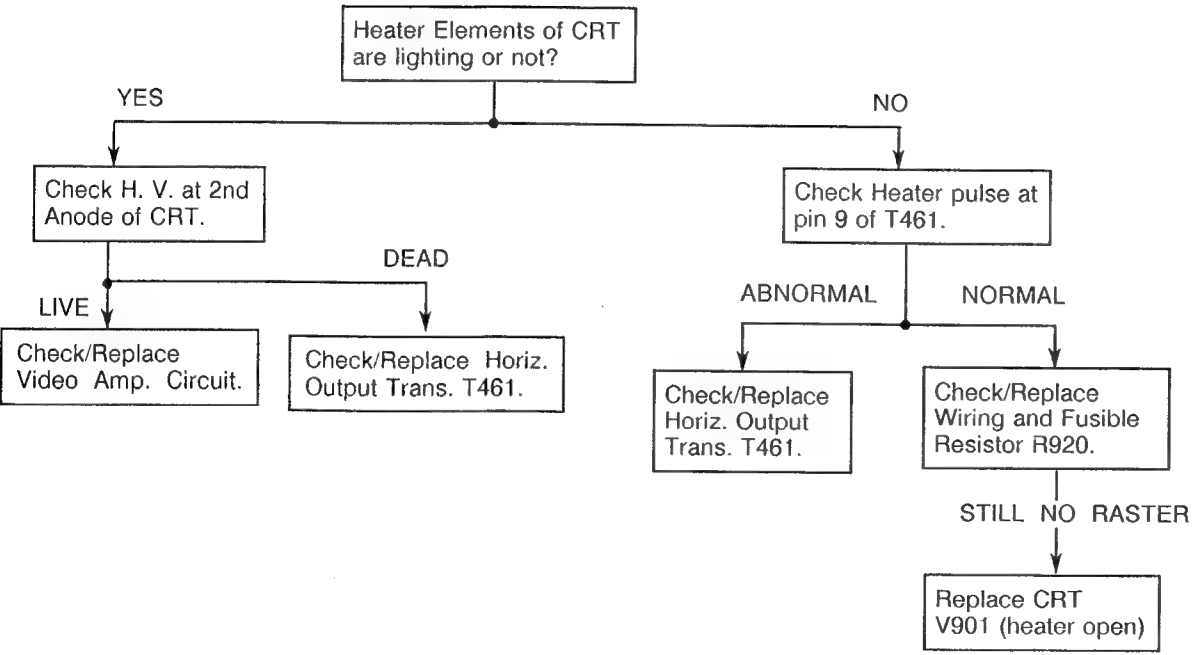 Heater Elements of CRT
are lighting or not?
YES
NO
Check H. V. at 2nd
Anode of CRT.
Check Heater pulse at
pin 9 of T461.
DEAD
LIVE
ABNORMAL
NORMAL
Check/Replace
Video Amp. Circuit.
Check/Replace Horiz.
Output Trans. T461.
Check/Replace
Horiz. Output
Trans. T461.
Check/Replace
Wiring and Fusible
Resistor R920.
STILL NO RASTER
Replace CRT
V901 (heater open)